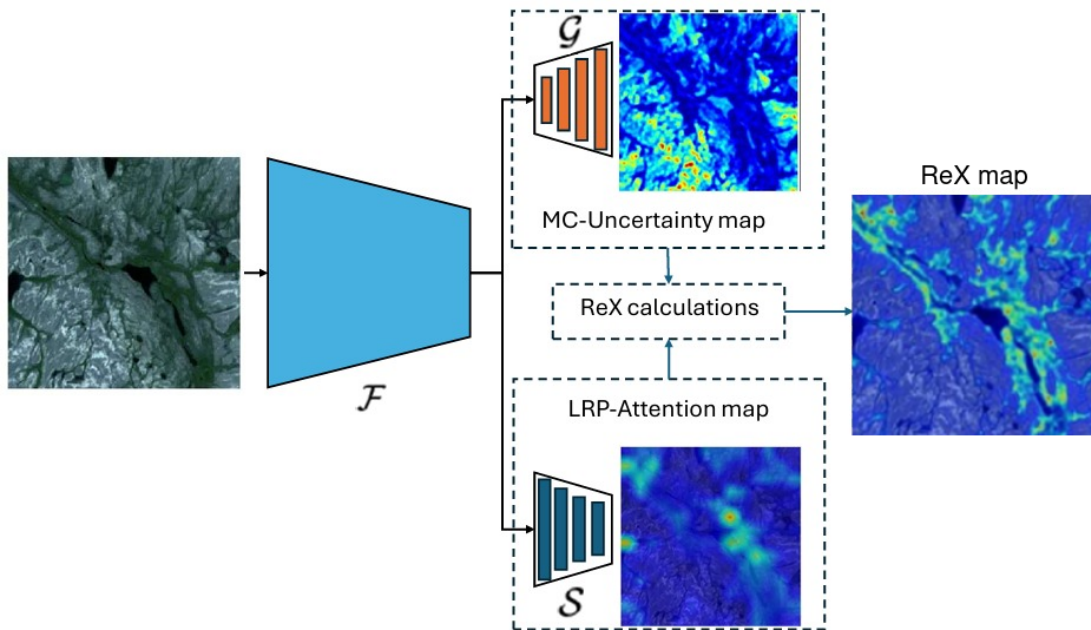 𝒢
MC-Uncertainty map
ReX map
ReX calculations
ℱ
LRP-Attention map
𝒮